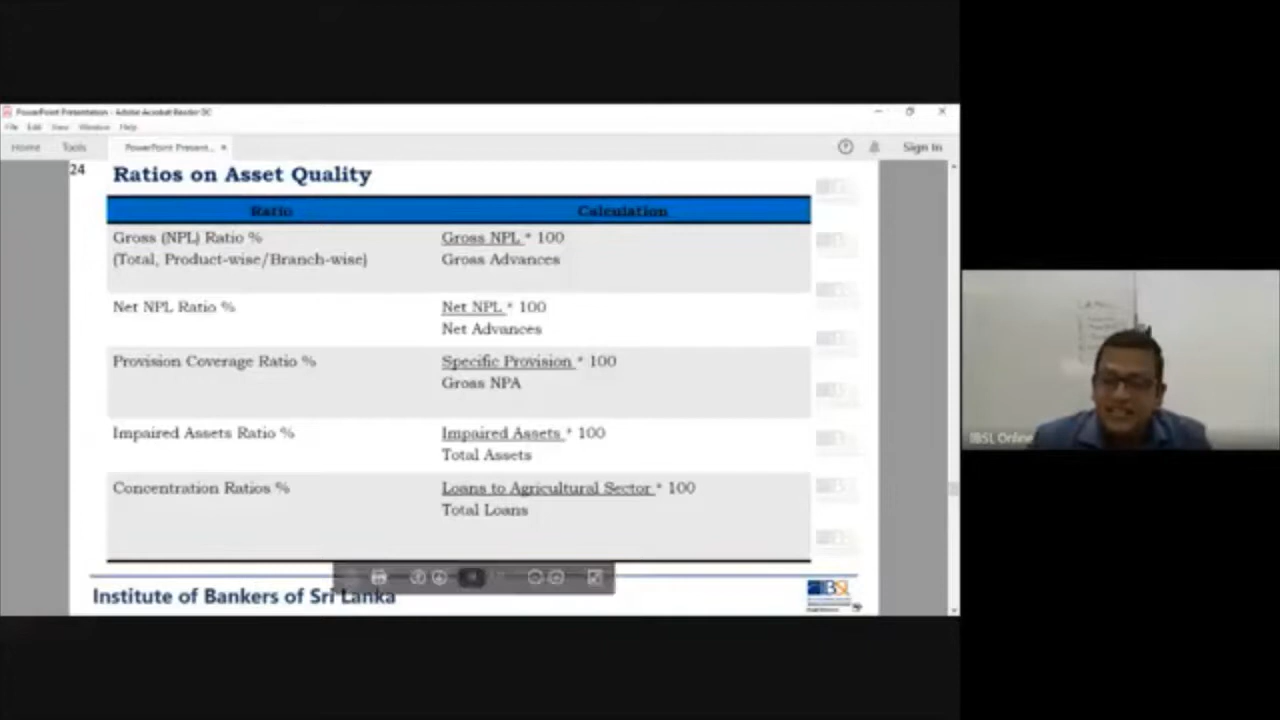 PowerPoint Presentation - Adobe Acrobat Reader DC
File Edit View Window Help
Home Tools PowerPoint Present... ×
Sign In
24
Ratios on Asset Quality
Ratio Calculation
Gross (NPL) Ratio % Gross NPL * 100
(Total, Product-wise/Branch-wise) Gross Advances
Net NPL Ratio % Net NPL * 100
Net Advances
Provision Coverage Ratio % Specific Provision * 100
Gross NPA
Impaired Assets Ratio % Impaired Assets * 100
Total Assets
Concentration Ratios % Loans to Agricultural Sector * 100
Total Loans
Institute of Bankers of Sri Lanka
IBSL Online